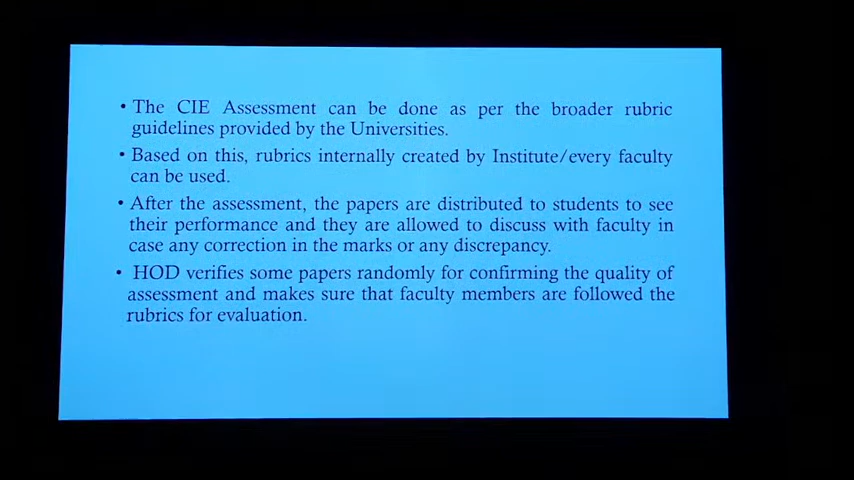 • The CIE Assessment can be done as per the broader rubric
guidelines provided by the Universities.
• Based on this, rubrics internally created by Institute/every faculty
can be used.
• After the assessment, the papers are distributed to students to see
their performance and they are allowed to discuss with faculty in
case any correction in the marks or any discrepancy.
• HOD verifies some papers randomly for confirming the quality of
assessment and makes sure that faculty members are followed the
rubrics for evaluation.